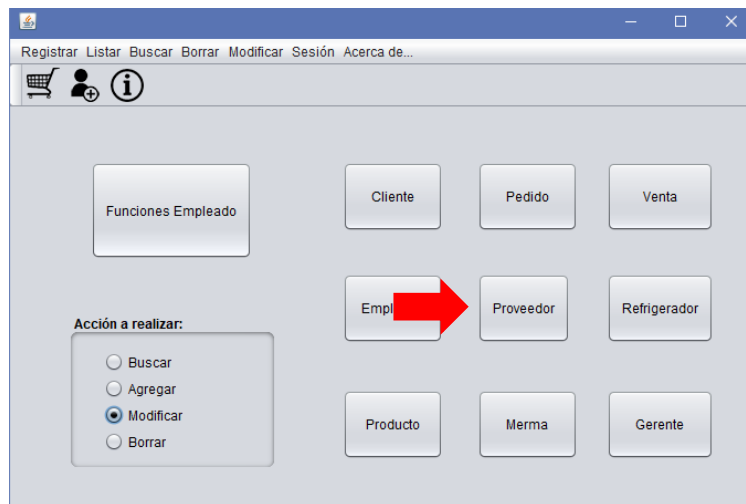 Registrar Listar Buscar Borrar Modificar Sesión Acerca de...
Funciones Empleado
Cliente
Pedido
Venta
Proveedor
Refrigerador
Acción a realizar:
Buscar
Agregar
Modificar
Borrar
Producto
Merma
Gerente